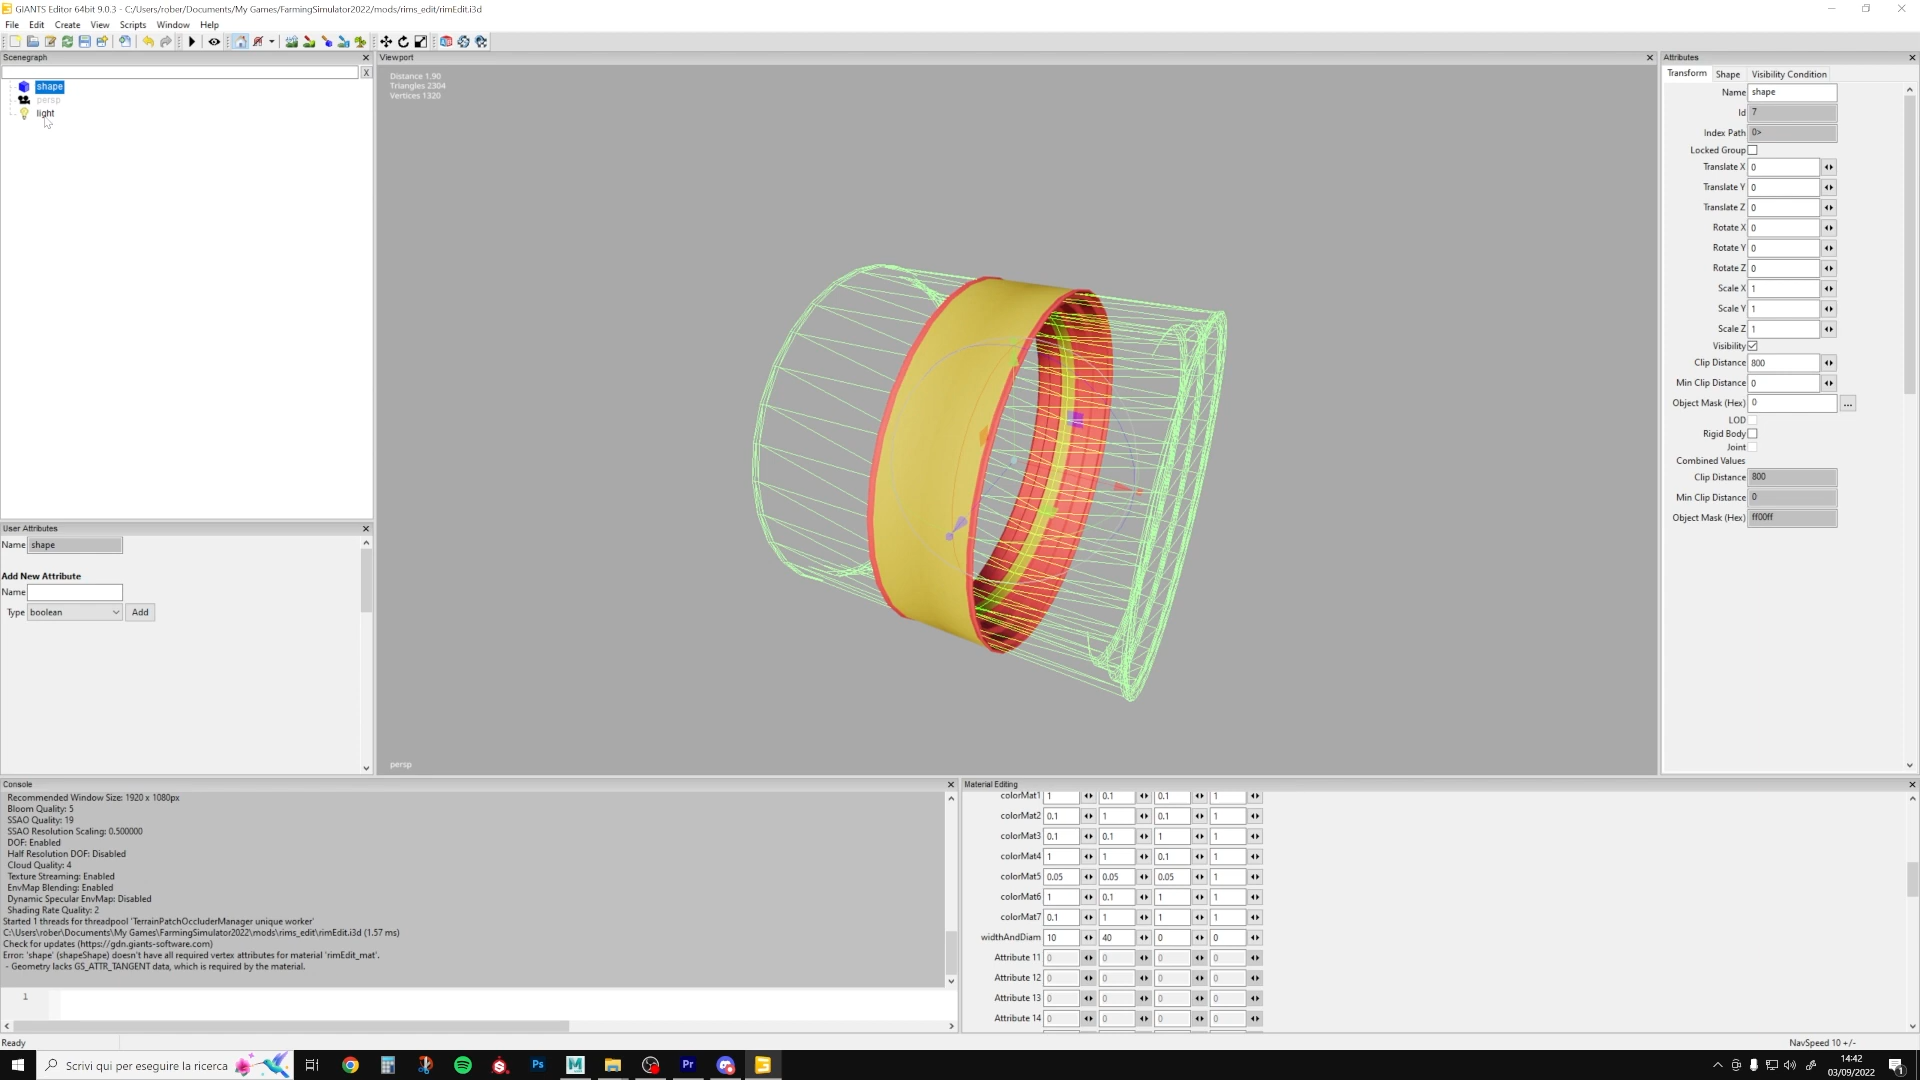 GIANTS Editor 64bit 9.0.3 - C:/Users/rober/Documents/My Games/FarmingSimulator2022/mods/rims_edit/rimEdit.i3d
File Edit Create View Scripts Window Help
Scenegraph
X
shape
persp
light
User Attributes
Name shape
Add New Attribute
Name
Type boolean Add
Viewport
Distance 1.90
Triangles 2304
Vertices 1320
persp
Attributes
Transform Shape Visibility Condition
Name shape
Id 7
Index Path 0>
Locked Group
Translate X 0
Translate Y 0
Translate Z 0
Rotate X 0
Rotate Y 0
Rotate Z 0
Scale X 1
Scale Y 1
Scale Z 1
Visibility
Clip Distance 800
Min Clip Distance 0
Object Mask (Hex) 0 ...
LOD
Rigid Body
Joint
Combined Values
Clip Distance 800
Min Clip Distance 0
Object Mask (Hex) ff00ff
Console
Recommended Window Size: 1920 x 1080px
Bloom Quality: 5
SSAO Quality: 19
SSAO Resolution Scaling: 0.500000
DOF: Enabled
Half Resolution DOF: Disabled
Cloud Quality: 4
Texture Streaming: Enabled
EnvMap Blending: Enabled
Dynamic Specular EnvMap: Disabled
Shading Rate Quality: 2
Started 1 threads for threadpool 'TerrainPatchOccluderManager unique worker'
C:\Users\rober\Documents\My Games\FarmingSimulator2022\mods\rims_edit\rimEdit.i3d (1.57 ms)
Check for updates (https://gdn.giants-software.com)
Error: 'shape' (shapeShape) doesn't have all required vertex attributes for material 'rimEdit_mat'.
- Geometry lacks GS_ATTR_TANGENT data, which is required by the material.
1
Material Editing
colorMat1 1 0.1 0.1 1
colorMat2 0.1 1 0.1 1
colorMat3 0.1 0.1 1 1
colorMat4 1 1 0.1 1
colorMat5 0.05 0.05 0.05 1
colorMat6 1 0.1 1 1
colorMat7 0.1 1 1 1
widthAndDiam 10 40 0 0
Attribute 11 0 0 0 0
Attribute 12 0 0 0 0
Attribute 13 0 0 0 0
Attribute 14 0 0 0 0
Ready
NavSpeed 10 +/-
Scrivi qui per eseguire la ricerca
Ps
M
Pr
14:42
03/09/2022
1